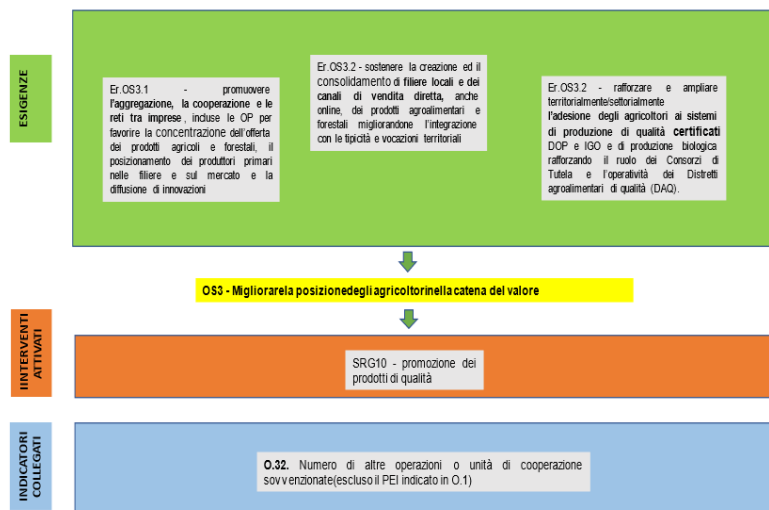 ESIGENZE
Er.OS3.1 - promuovere
l'aggregazione, la cooperazione e le
reti tra imprese, incluse le OP per
favorire la concentrazione dell'offerta
dei prodotti agricoli e forestali, il
posizionamento dei produttori primari
nelle filiere e sul mercato e la
diffusione di innovazioni
Er.OS3.2 - sostenere la creazione ed il
consolidamento di filiere locali e dei
canali di vendita diretta, anche
online, dei prodotti agroalimentari e
forestali migliorandone l'integrazione
con le tipicità e vocazioni territoriali
Er.OS3.2 - rafforzare e ampliare
territorialmente/settorialmente
l'adesione degli agricoltori ai sistemi
di produzione di qualità certificati
DOP e IGO e di produzione biologica
rafforzando il ruolo dei Consorzi di
Tutela e l'operatività dei Distretti
agroalimentari di qualità (DAQ).
OS3 - Migliorarela posizionedegli agricoltorinella catena del valore
IINTERVENTI
ATTIVATI
SRG10 - promozione dei
prodotti di qualità
INDICATORI
COLLEGATI
O.32. Numero di altre operazioni o unità di cooperazione
sovvenzionate(escluso il PEI indicato in O.1)